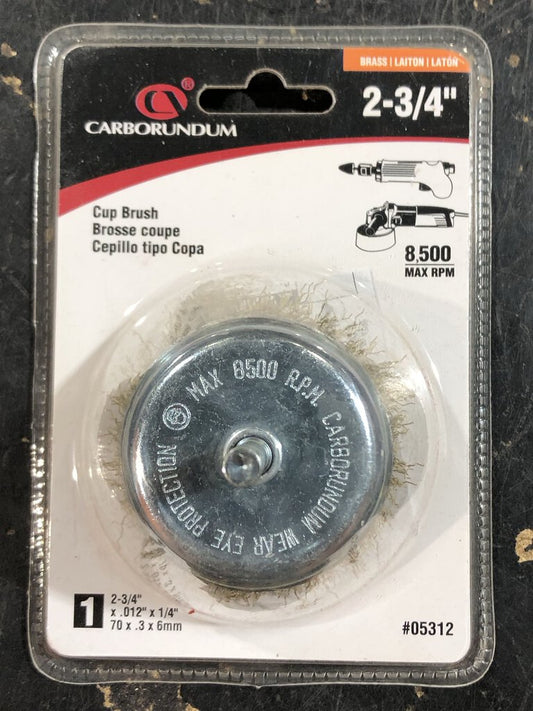 BRASS | LAITON | LATÓN
®
CARBORUNDUM
2-3/4"
Cup Brush
Brosse coupe
Cepillo tipo Copa
8,500
MAX RPM
MAX 8500 R.P.M. CARBORUNDUM WEAR EYE PROTECTION
1
2-3/4"
x .012" x 1/4"
70 x .3 x 6mm
#05312